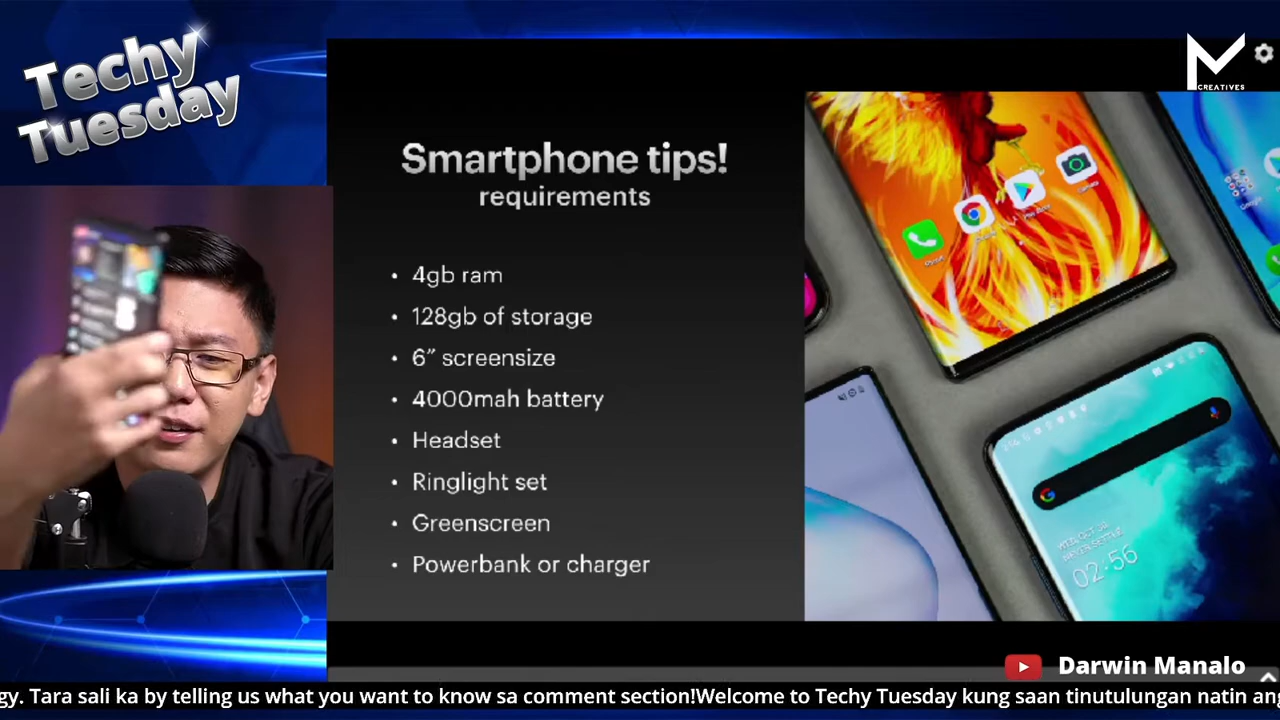 Techy
Tuesday
CREATIVES
Smartphone tips!
requirements
• 4gb ram
• 128gb of storage
• 6″ screensize
• 4000mah battery
• Headset
• Ringlight set
• Greenscreen
• Powerbank or charger
02:56
Darwin Manalo
gy. Tara sali ka by telling us what you want to know sa comment section!Welcome to Techy Tuesday kung saan tinutulungan natin ang